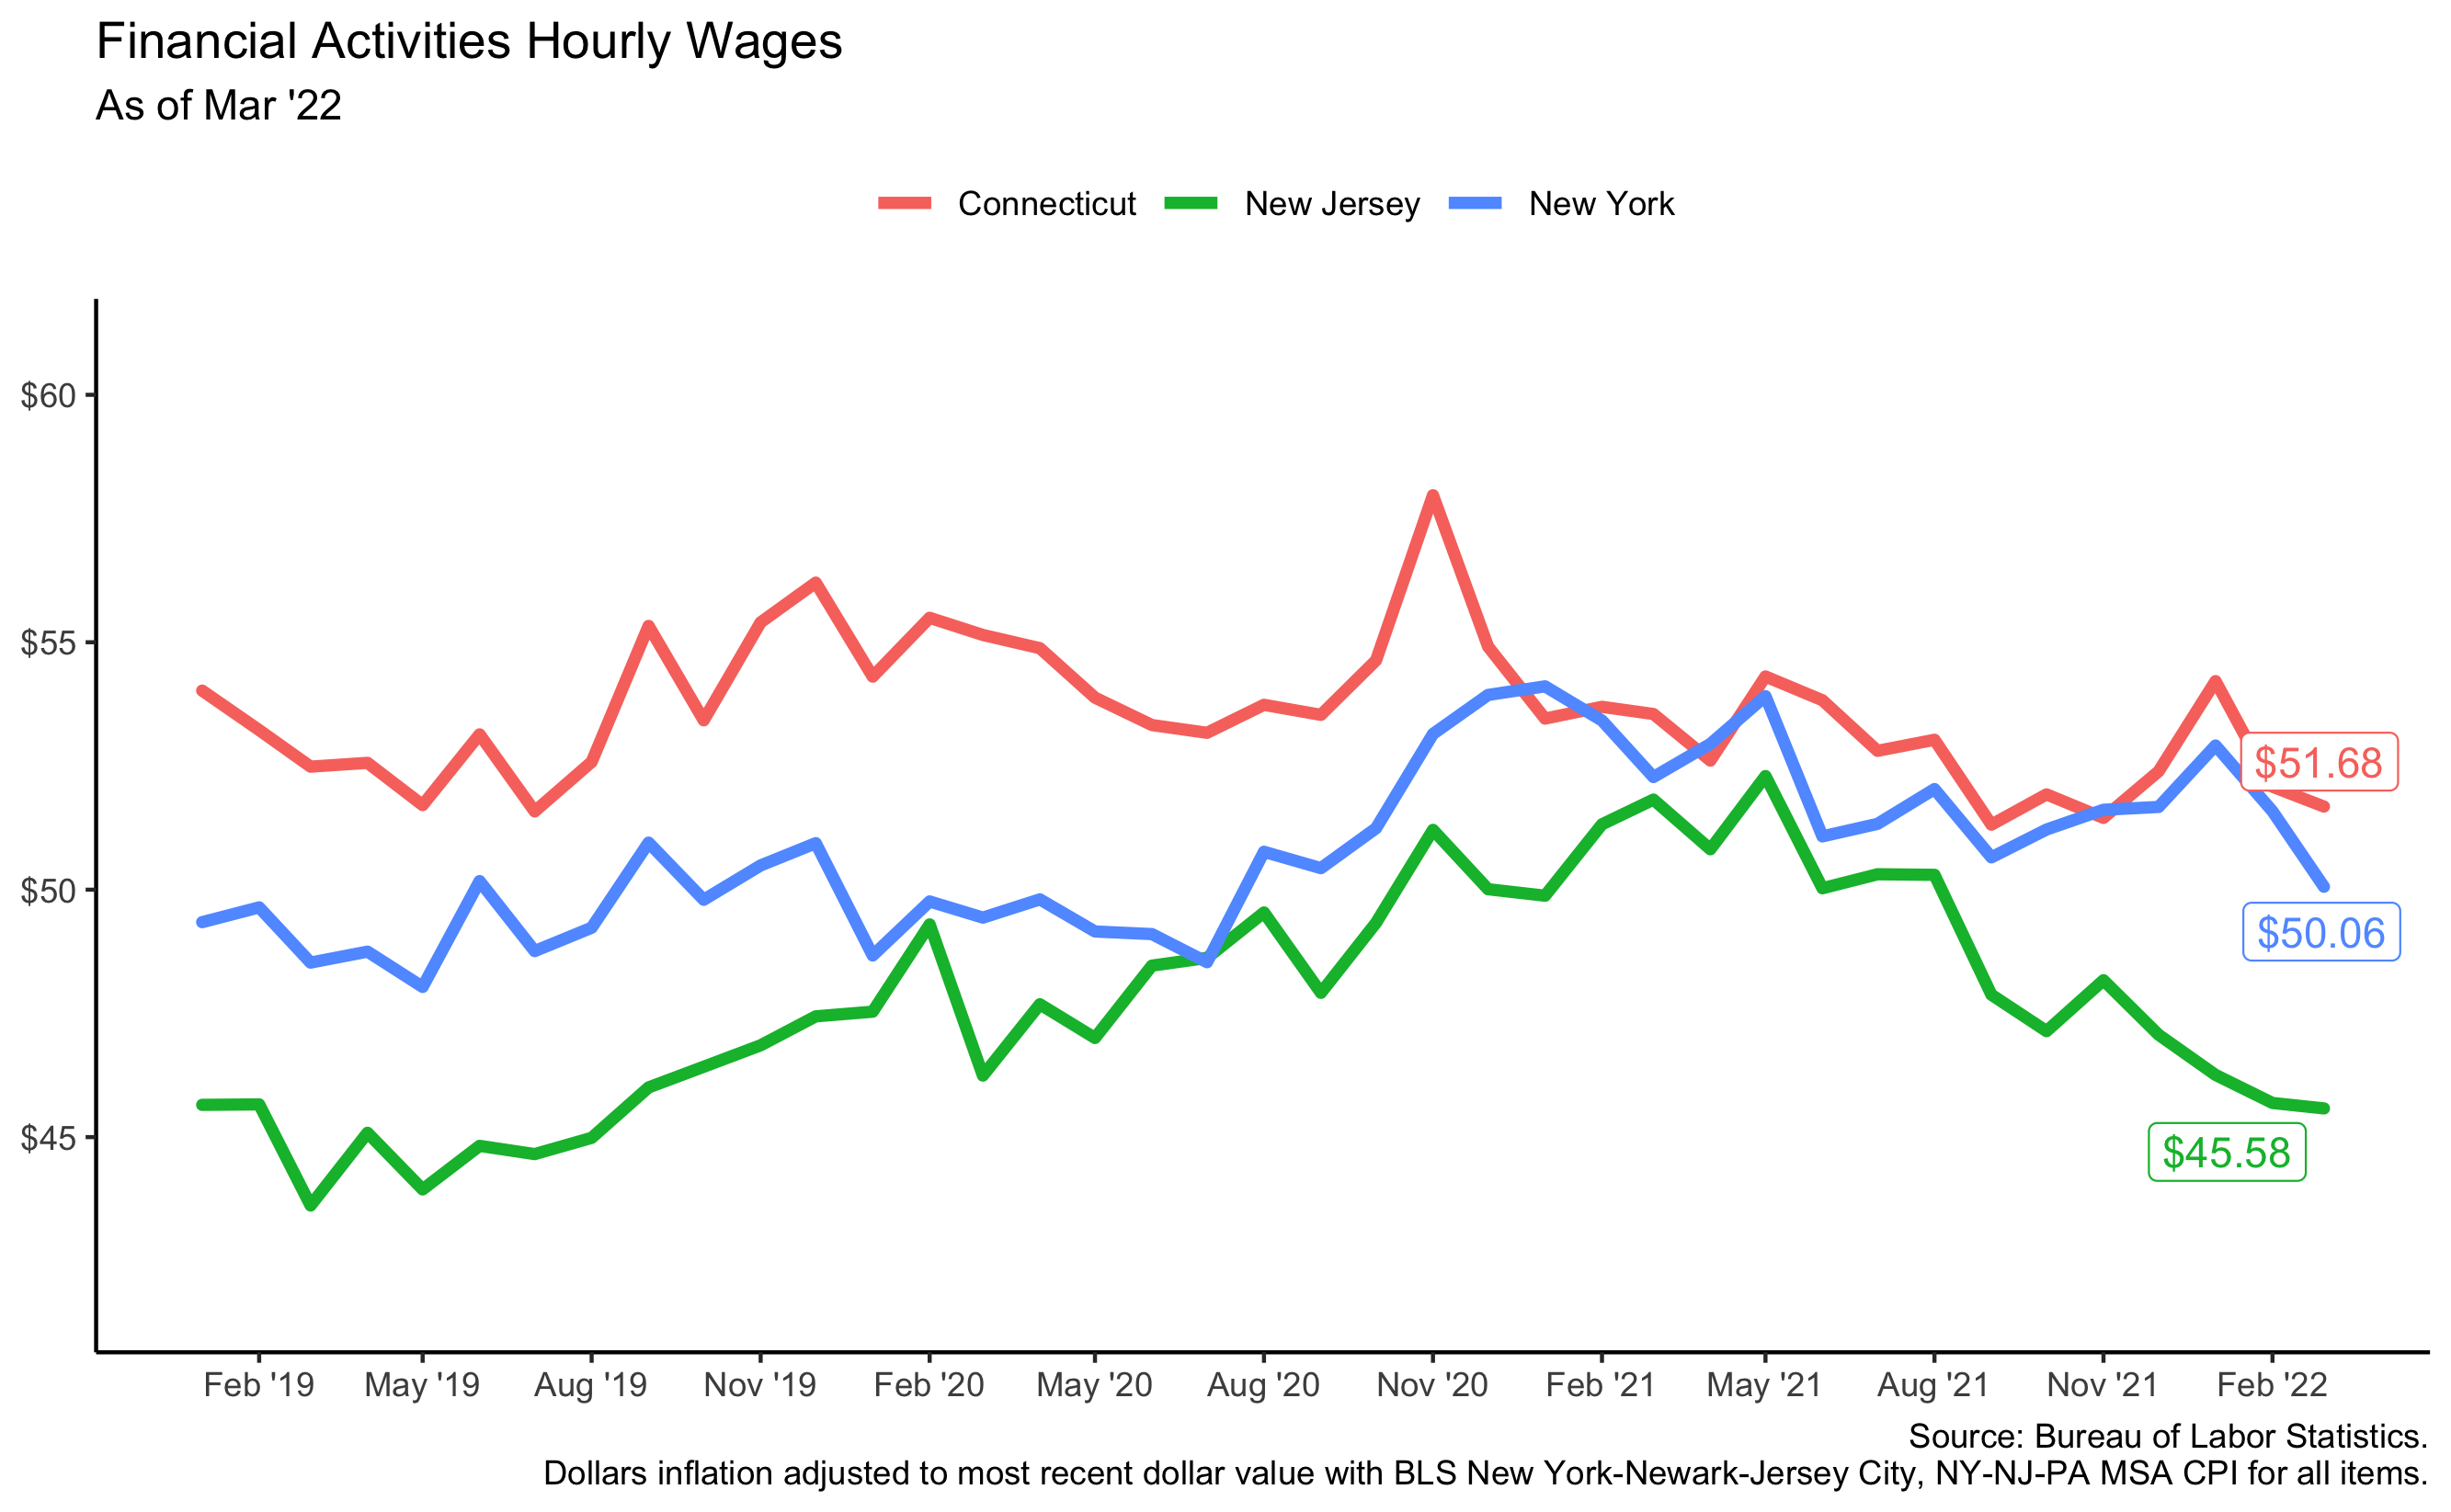 Financial Activities Hourly Wages
As of Mar '22
Connecticut New Jersey New York
$60
$55
$50
$45
$51.68
$50.06
$45.58
Feb '19 May '19 Aug '19 Nov '19 Feb '20 May '20 Aug '20 Nov '20 Feb '21 May '21 Aug '21 Nov '21 Feb '22
Source: Bureau of Labor Statistics.
Dollars inflation adjusted to most recent dollar value with BLS New York-Newark-Jersey City, NY-NJ-PA MSA CPI for all items.